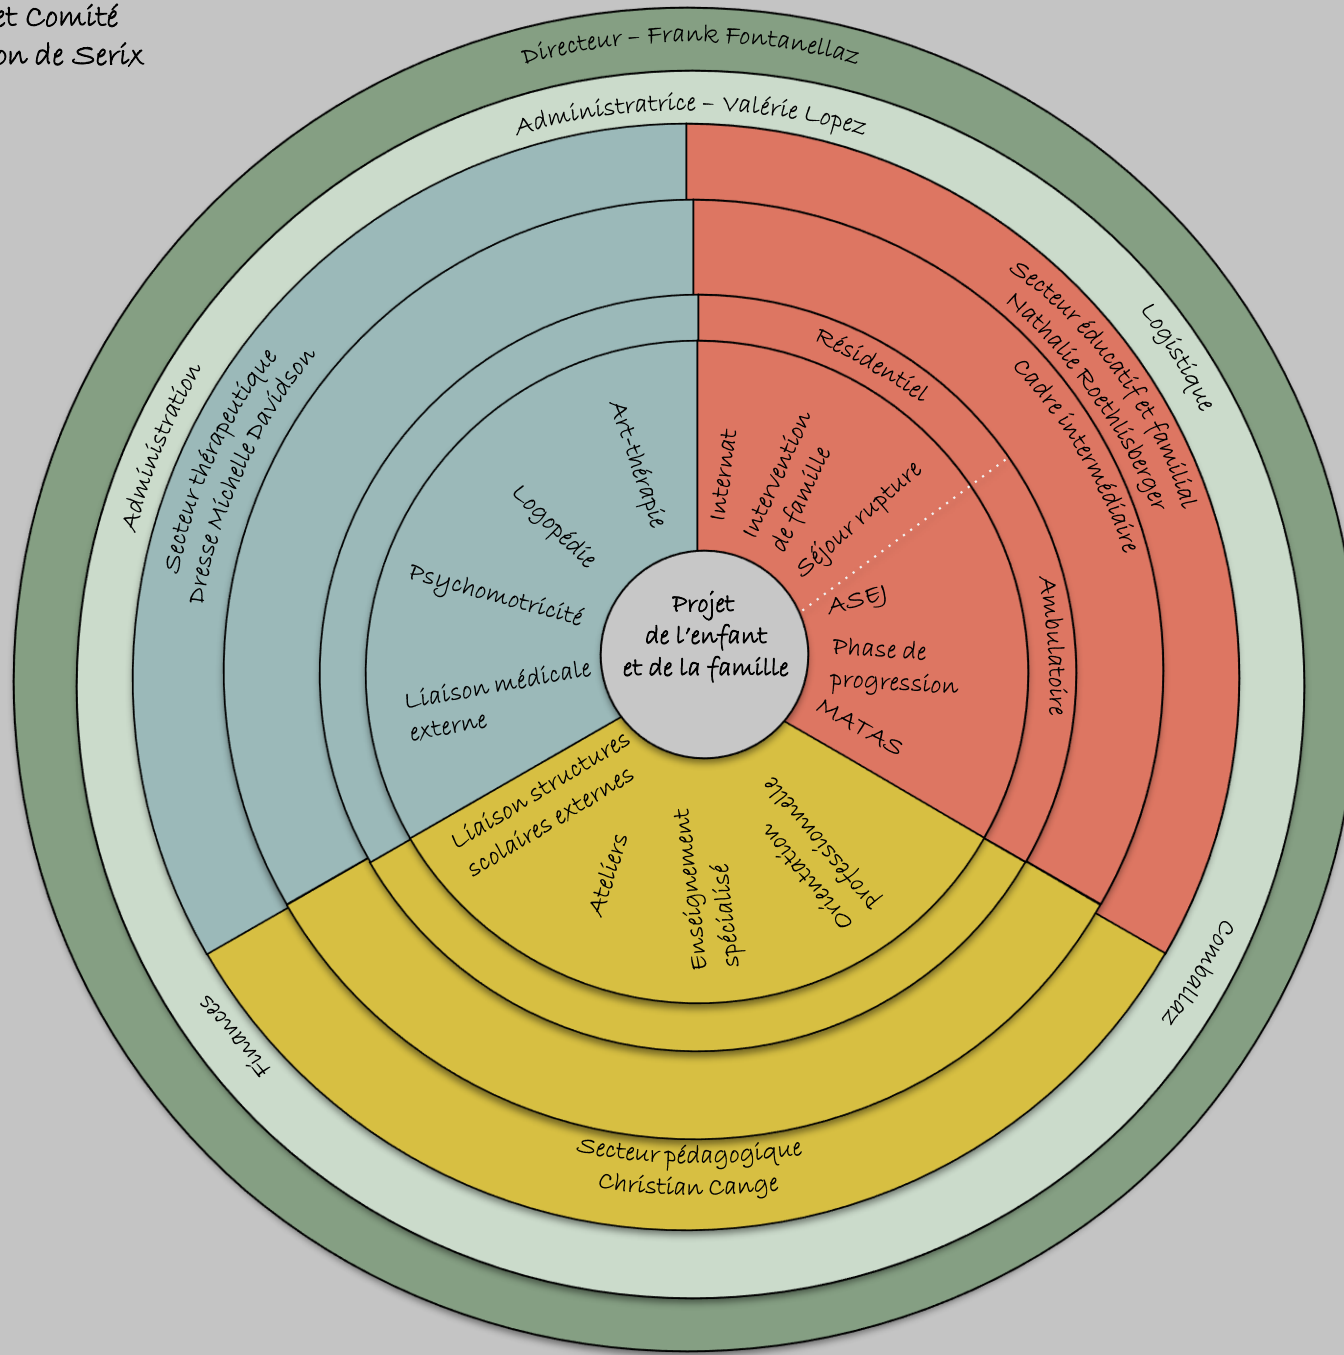 et Comité
on de Serix
Directeur – Frank Fontanellaz
Administratrice – Valérie Lopez
Administration
Logistique
Comballaz
Finances
Secteur thérapeutique
Dresse Michelle Davidson
Secteur éducatif et familial
Nathalie Roethlisberger
Cadre intermédiaire
Résidentiel
Ambulatoire
Art-thérapie
Logopédie
Psychomotricité
Liaison médicale
externe
Internat
Intervention
de famille
Séjour rupture
ASEJ
Phase de
progression
MATAS
Projet
de l'enfant
et de la famille
Liaison structures
scolaires externes
Ateliers
Enseignement
spécialisé
Orientation
professionnelle
Secteur pédagogique
Christian Cange